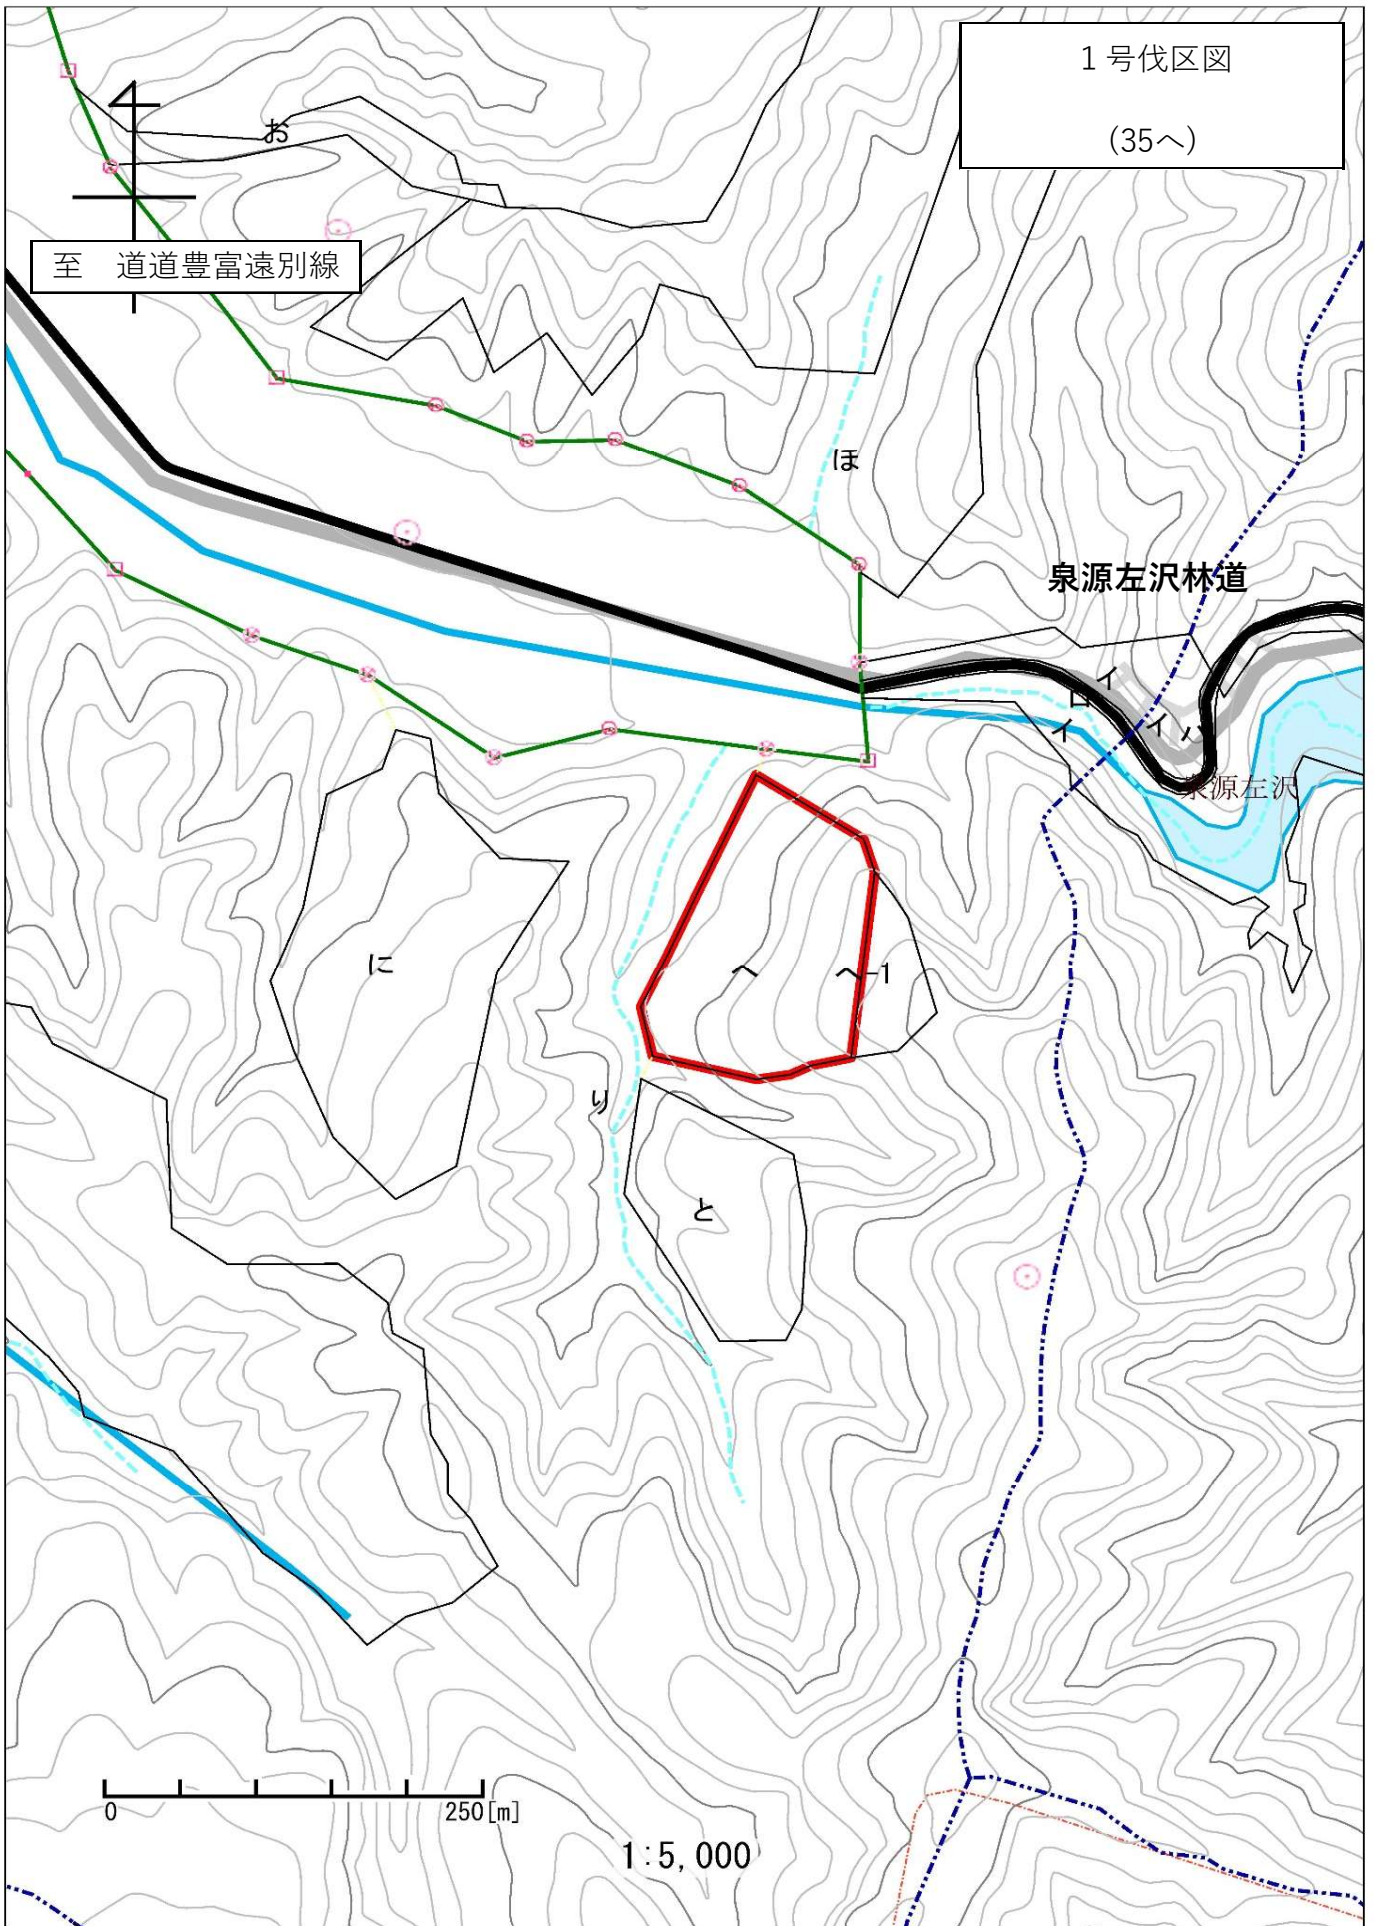 1号伐区図
(35へ)
お
至　道道豊富遠別線
ほ
泉源左沢林道
イ
ロ
イ
イ
ハ
泉源左沢
に
へ
へ-1
り
と
0
250[m]
1:5,000